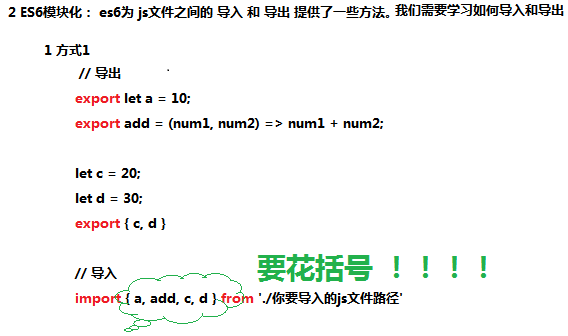 2 ES6模块化： es6为 js文件之间的 导入 和 导出 提供了一些方法。我们需要学习如何导入和导出
1 方式1
// 导出
export let a = 10;
export add = (num1, num2) => num1 + num2;
let c = 20;
let d = 30;
export { c, d }
要花括号 ！！！！
// 导入
import { a, add, c, d } from './你要导入的js文件路径'